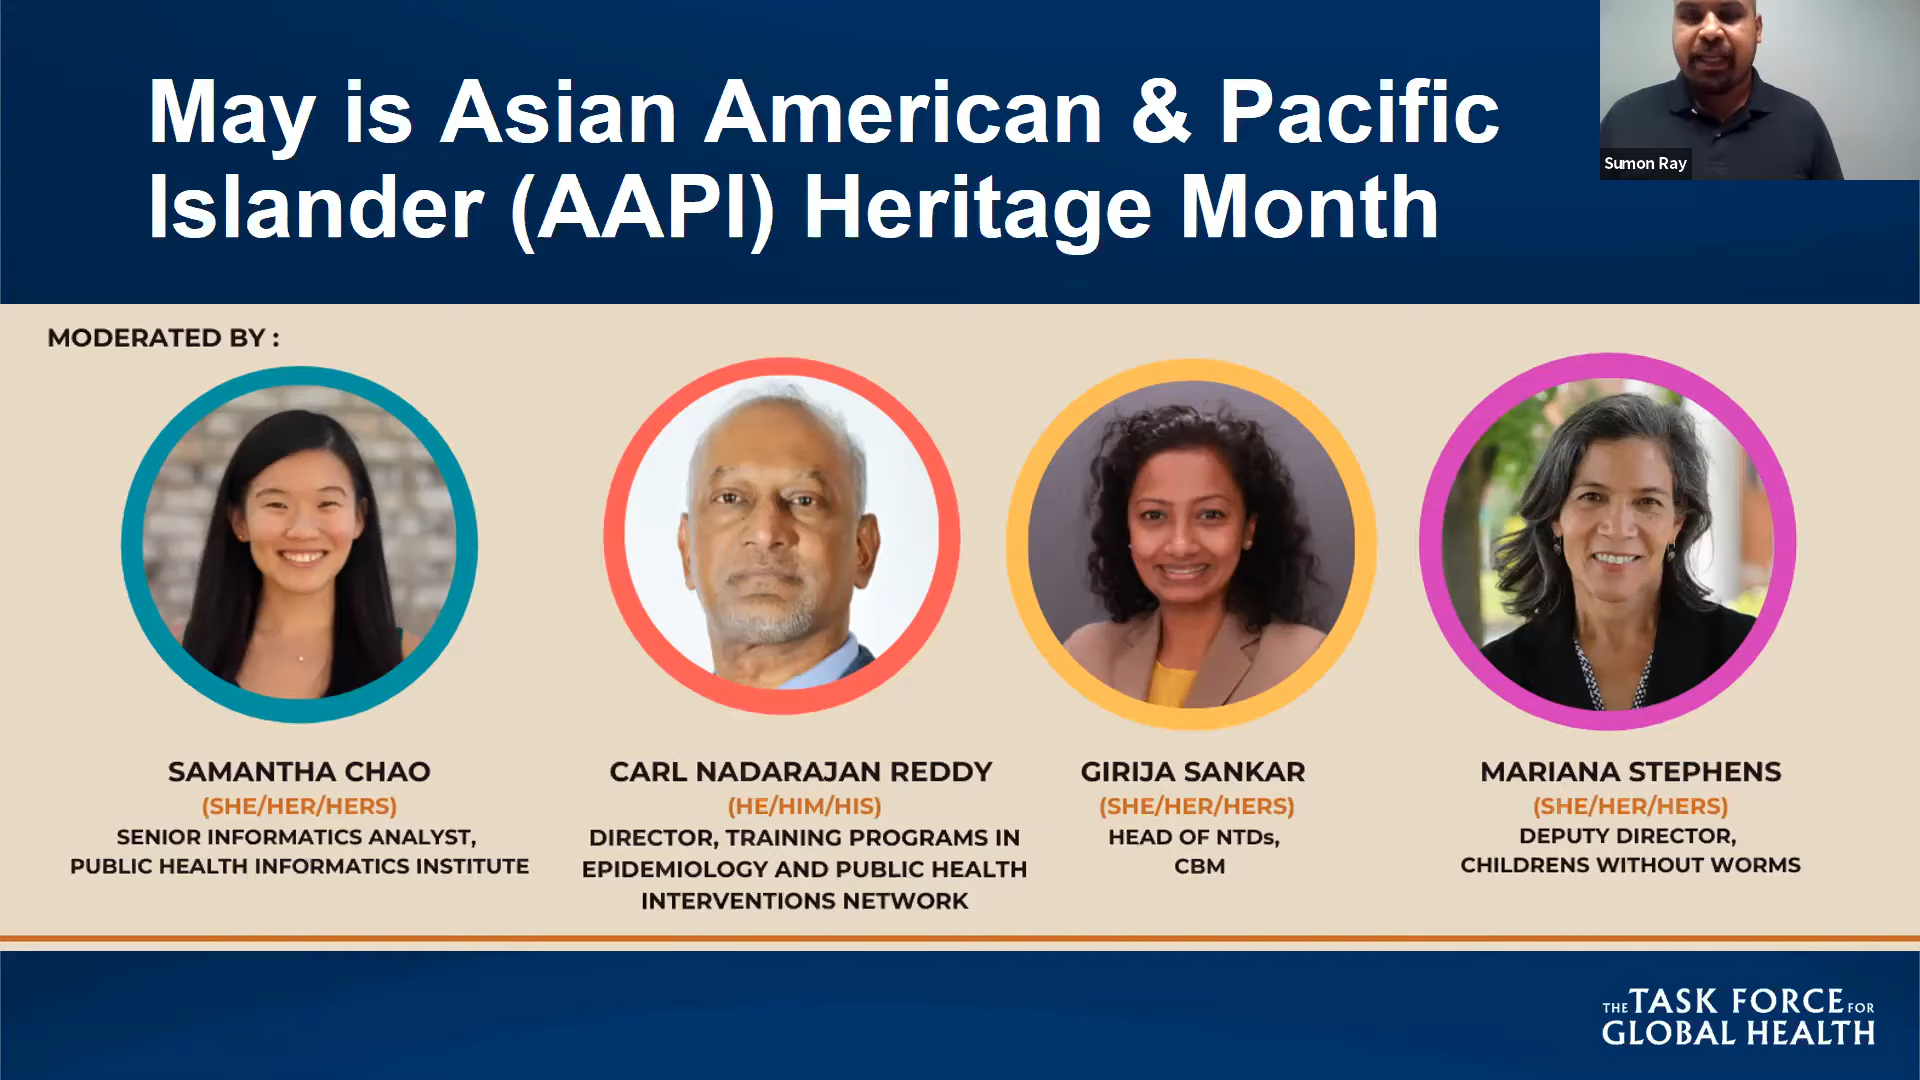 May is Asian American & Pacific
Islander (AAPI) Heritage Month
Sumon Ray
MODERATED BY :
SAMANTHA CHAO
(SHE/HER/HERS)
SENIOR INFORMATICS ANALYST,
PUBLIC HEALTH INFORMATICS INSTITUTE
CARL NADARAJAN REDDY
(HE/HIM/HIS)
DIRECTOR, TRAINING PROGRAMS IN
EPIDEMIOLOGY AND PUBLIC HEALTH
INTERVENTIONS NETWORK
GIRIJA SANKAR
(SHE/HER/HERS)
HEAD OF NTDs,
CBM
MARIANA STEPHENS
(SHE/HER/HERS)
DEPUTY DIRECTOR,
CHILDRENS WITHOUT WORMS
THE TASK FORCE FOR
GLOBAL HEALTH